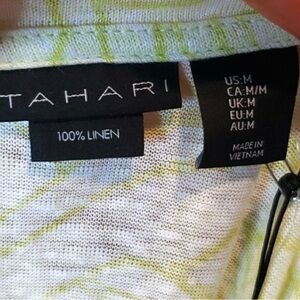 TAHARI
100% LINEN
US:M
CA:M/M
UK:M
EU:M
AU:M
MADE IN
VIETNAM